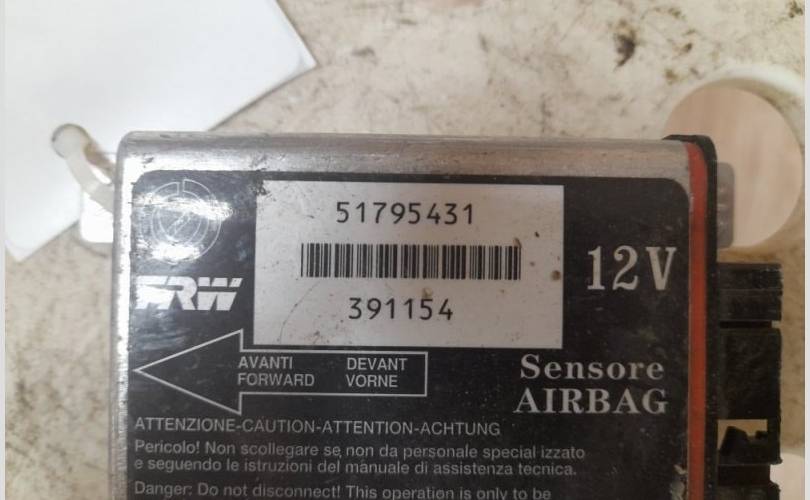 51795431
391154
12V
TRW
AVANTI DEVANT
FORWARD VORNE
Sensore
AIRBAG
ATTENZIONE-CAUTION-ATTENTION-ACHTUNG
Pericolo! Non scollegare se non da personale special izzato
e seguendo le istruzioni del manuale di assistenza tecnica.
Danger: Do not disconnect! This operation is only to be